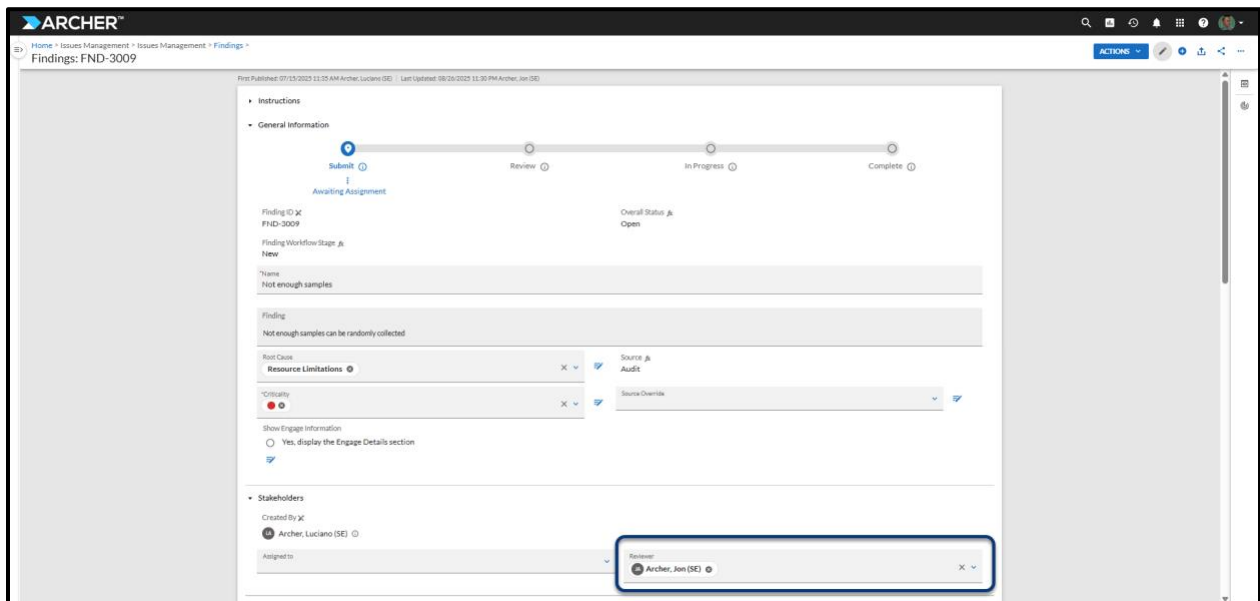 ARCHER™
Home > Issues Management > Issues Management > Findings >
Findings: FND-3009
ACTIONS
First Published: 07/15/2025 11:35 AM Archer, Luciano (SE) | Last Updated: 08/26/2025 11:30 PM Archer, Jon (SE)
Instructions
General Information
Submit Review In Progress Complete
Awaiting Assignment
Finding ID Overall Status
FND-3009 Open
Finding Workflow Stage
New
*Name
Not enough samples
Finding
Not enough samples can be randomly collected
Root Cause Source
Resource Limitations Audit
*Criticality Source Override
Show Engage Information
Yes, display the Engage Details section
Stakeholders
Created By
LA Archer, Luciano (SE)
Assigned to Reviewer
JA Archer, Jon (SE)